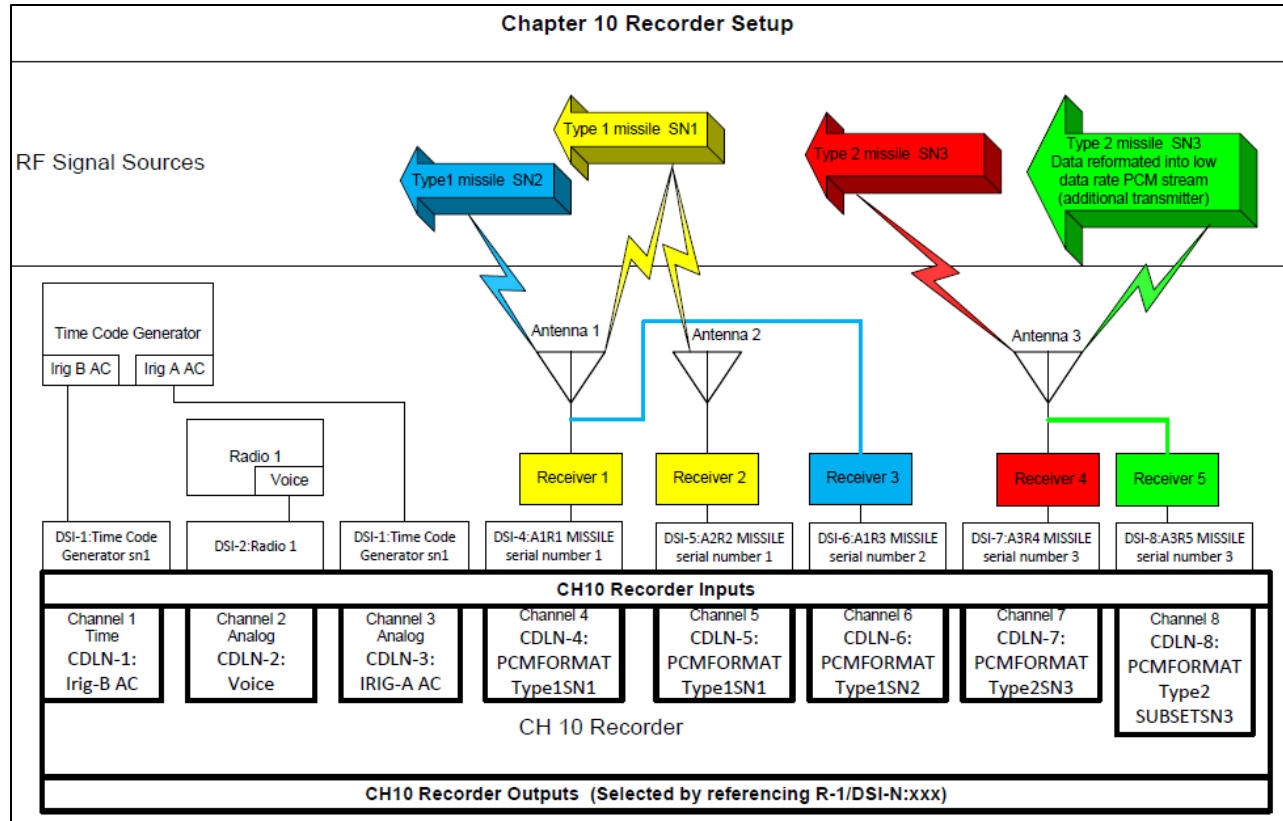 Chapter 10 Recorder Setup
RF Signal Sources
Type1 missile SN2
Type 1 missile SN1
Type 2 missile SN3
Type 2 missile SN3
Data reformated into low
data rate PCM stream
(additional transmitter)
Time Code Generator
Irig B AC
Irig A AC
Radio 1
Voice
Antenna 1
Antenna 2
Antenna 3
Receiver 1
Receiver 2
Receiver 3
Receiver 4
Receiver 5
DSI-1:Time Code
Generator sn1
DSI-2:Radio 1
DSI-1:Time Code
Generator sn1
DSI-4:A1R1 MISSILE
serial number 1
DSI-5:A2R2 MISSILE
serial number 1
DSI-6:A1R3 MISSILE
serial number 2
DSI-7:A3R4 MISSILE
serial number 3
DSI-8:A3R5 MISSILE
serial number 3
CH10 Recorder Inputs
Channel 1
Time
CDLN-1:
Irig-B AC
Channel 2
Analog
CDLN-2:
Voice
Channel 3
Analog
CDLN-3:
IRIG-A AC
Channel 4
CDLN-4:
PCMFORMAT
Type1SN1
Channel 5
CDLN-5:
PCMFORMAT
Type1SN1
Channel 6
CDLN-6:
PCMFORMAT
Type1SN2
Channel 7
CDLN-7:
PCMFORMAT
Type2SN3
Channel 8
CDLN-8:
PCMFORMAT
Type2
SUBSETSN3
CH 10 Recorder
CH10 Recorder Outputs (Selected by referencing R-1/DSI-N:xxx)